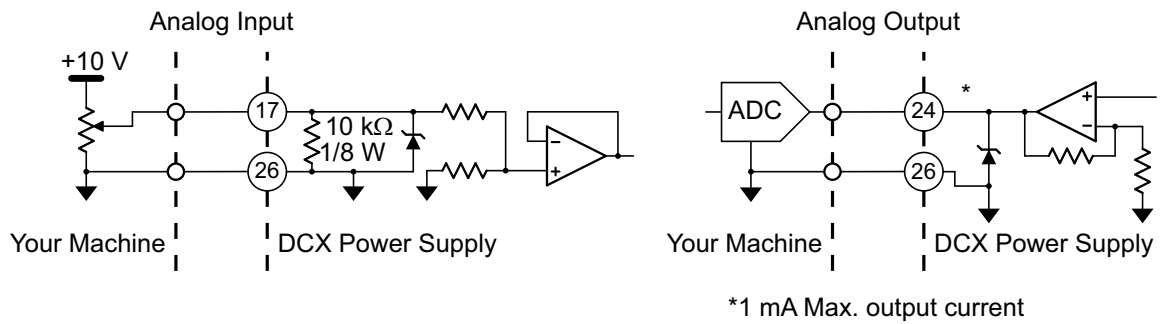 Analog Input
+10 V
17
10 kΩ
1/8 W
-
+
26
Your Machine
DCX Power Supply
Analog Output
ADC
24
*
+
-
26
Your Machine
DCX Power Supply
*1 mA Max. output current